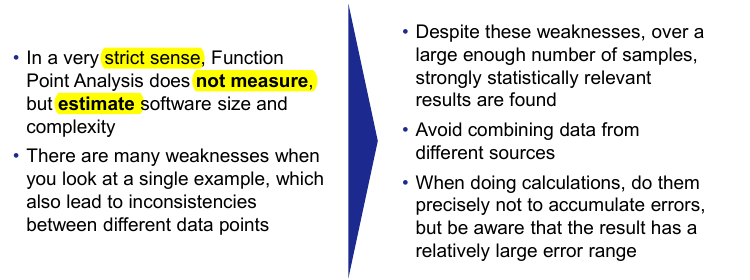 • In a very strict sense, Function
Point Analysis does not measure,
but estimate software size and
complexity
• There are many weaknesses when
you look at a single example, which
also lead to inconsistencies
between different data points
• Despite these weaknesses, over a
large enough number of samples,
strongly statistically relevant
results are found
• Avoid combining data from
different sources
• When doing calculations, do them
precisely not to accumulate errors,
but be aware that the result has a
relatively large error range